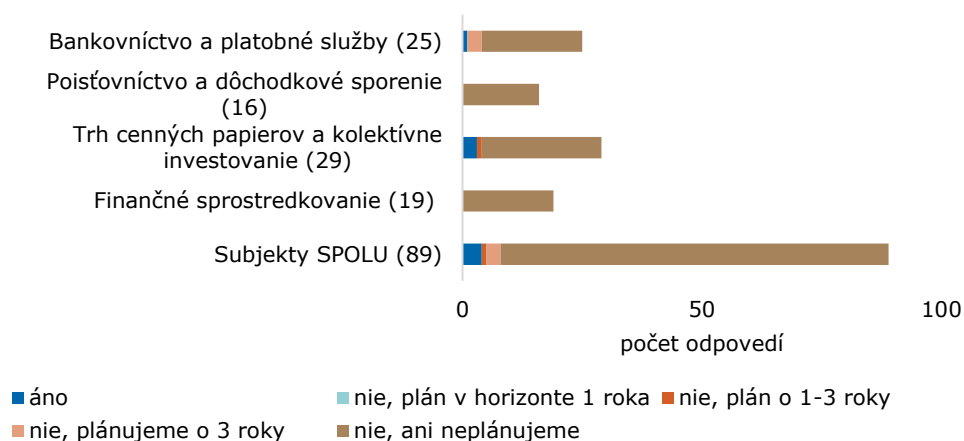 Bankovníctvo a platobné služby (25)
Poisťovníctvo a dôchodkové sporenie
(16)
Trh cenných papierov a kolektívne
investovanie (29)
Finančné sprostredkovanie (19)
Subjekty SPOLU (89)
0 50 100
počet odpovedí
áno nie, plán v horizonte 1 roka nie, plán o 1-3 roky
nie, plánujeme o 3 roky nie, ani neplánujeme